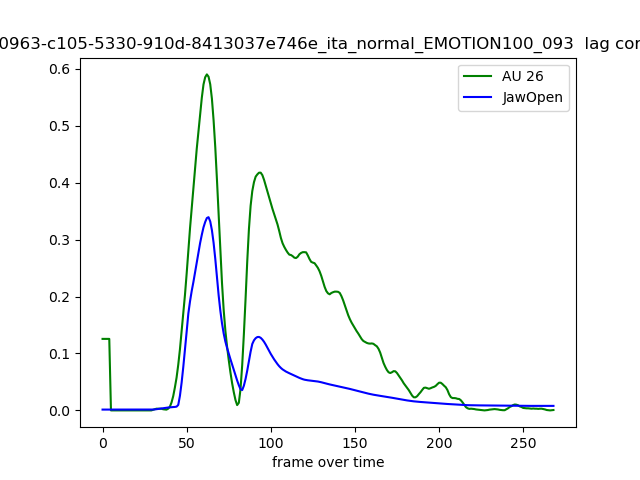 0963-c105-5330-910d-8413037e746e_ita_normal_EMOTION100_093 lag cor
AU 26
JawOpen
0.6
0.5
0.4
0.3
0.2
0.1
0.0
0 50 100 150 200 250
frame over time